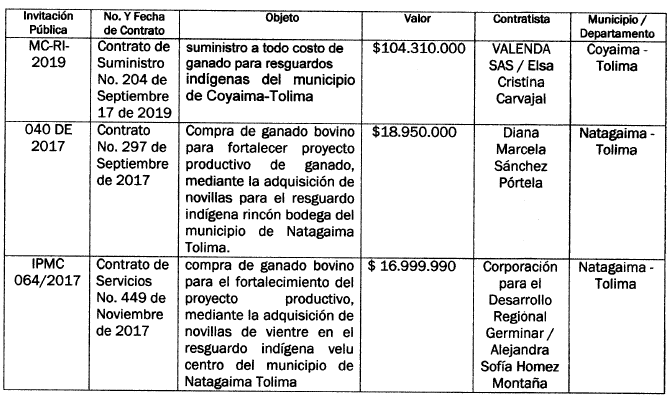 Invitación Pública
No. Y Fecha de Contrato
Objeto
Valor
Contratista
Municipio / Departamento
MC-RI-
2019
Contrato de
Suministro
No. 204 de
Septiembre
17 de 2019
suministro a todo costo de
ganado para resguardos
indígenas del municipio
de Coyaima-Tolima
$104.310.000
VALENDA
SAS / Elsa
Cristina
Carvajal
Coyaima -
Tolima
040 DE
2017
Contrato
No. 297 de
Septiembre
de 2017
Compra de ganado bovino
para fortalecer proyecto
productivo de ganado,
mediante la adquisición de
novillas para el resguardo
indígena rincón bodega del
municipio de Natagaima
Tolima.
$18.950.000
Diana
Marcela
Sánchez
Pórtela
Natagaima -
Tolima
IPMC
064/2017
Contrato de
Servicios
No. 449 de
Noviembre
de 2017
compra de ganado bovino
para el fortalecimiento del
proyecto productivo,
mediante la adquisición de
novillas de vientre en el
resguardo indígena velu
centro del municipio de
Natagaima Tolima
$ 16.999.990
Corporación
para el
Desarrollo
Regional
Germinar /
Alejandra
Sofía Homez
Montaña
Natagaima -
Tolima